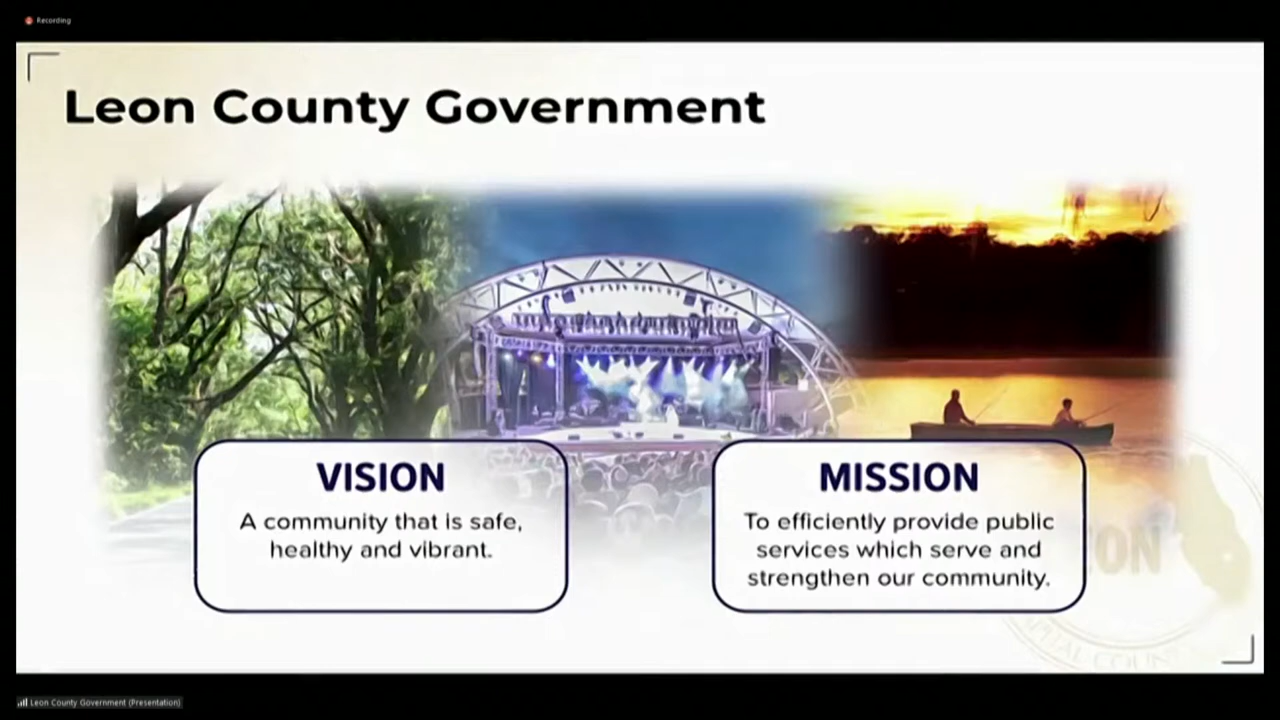 Recording
Leon County Government
VISION
A community that is safe,
healthy and vibrant.
MISSION
To efficiently provide public
services which serve and
strengthen our community.
Leon County Government (Presentation)